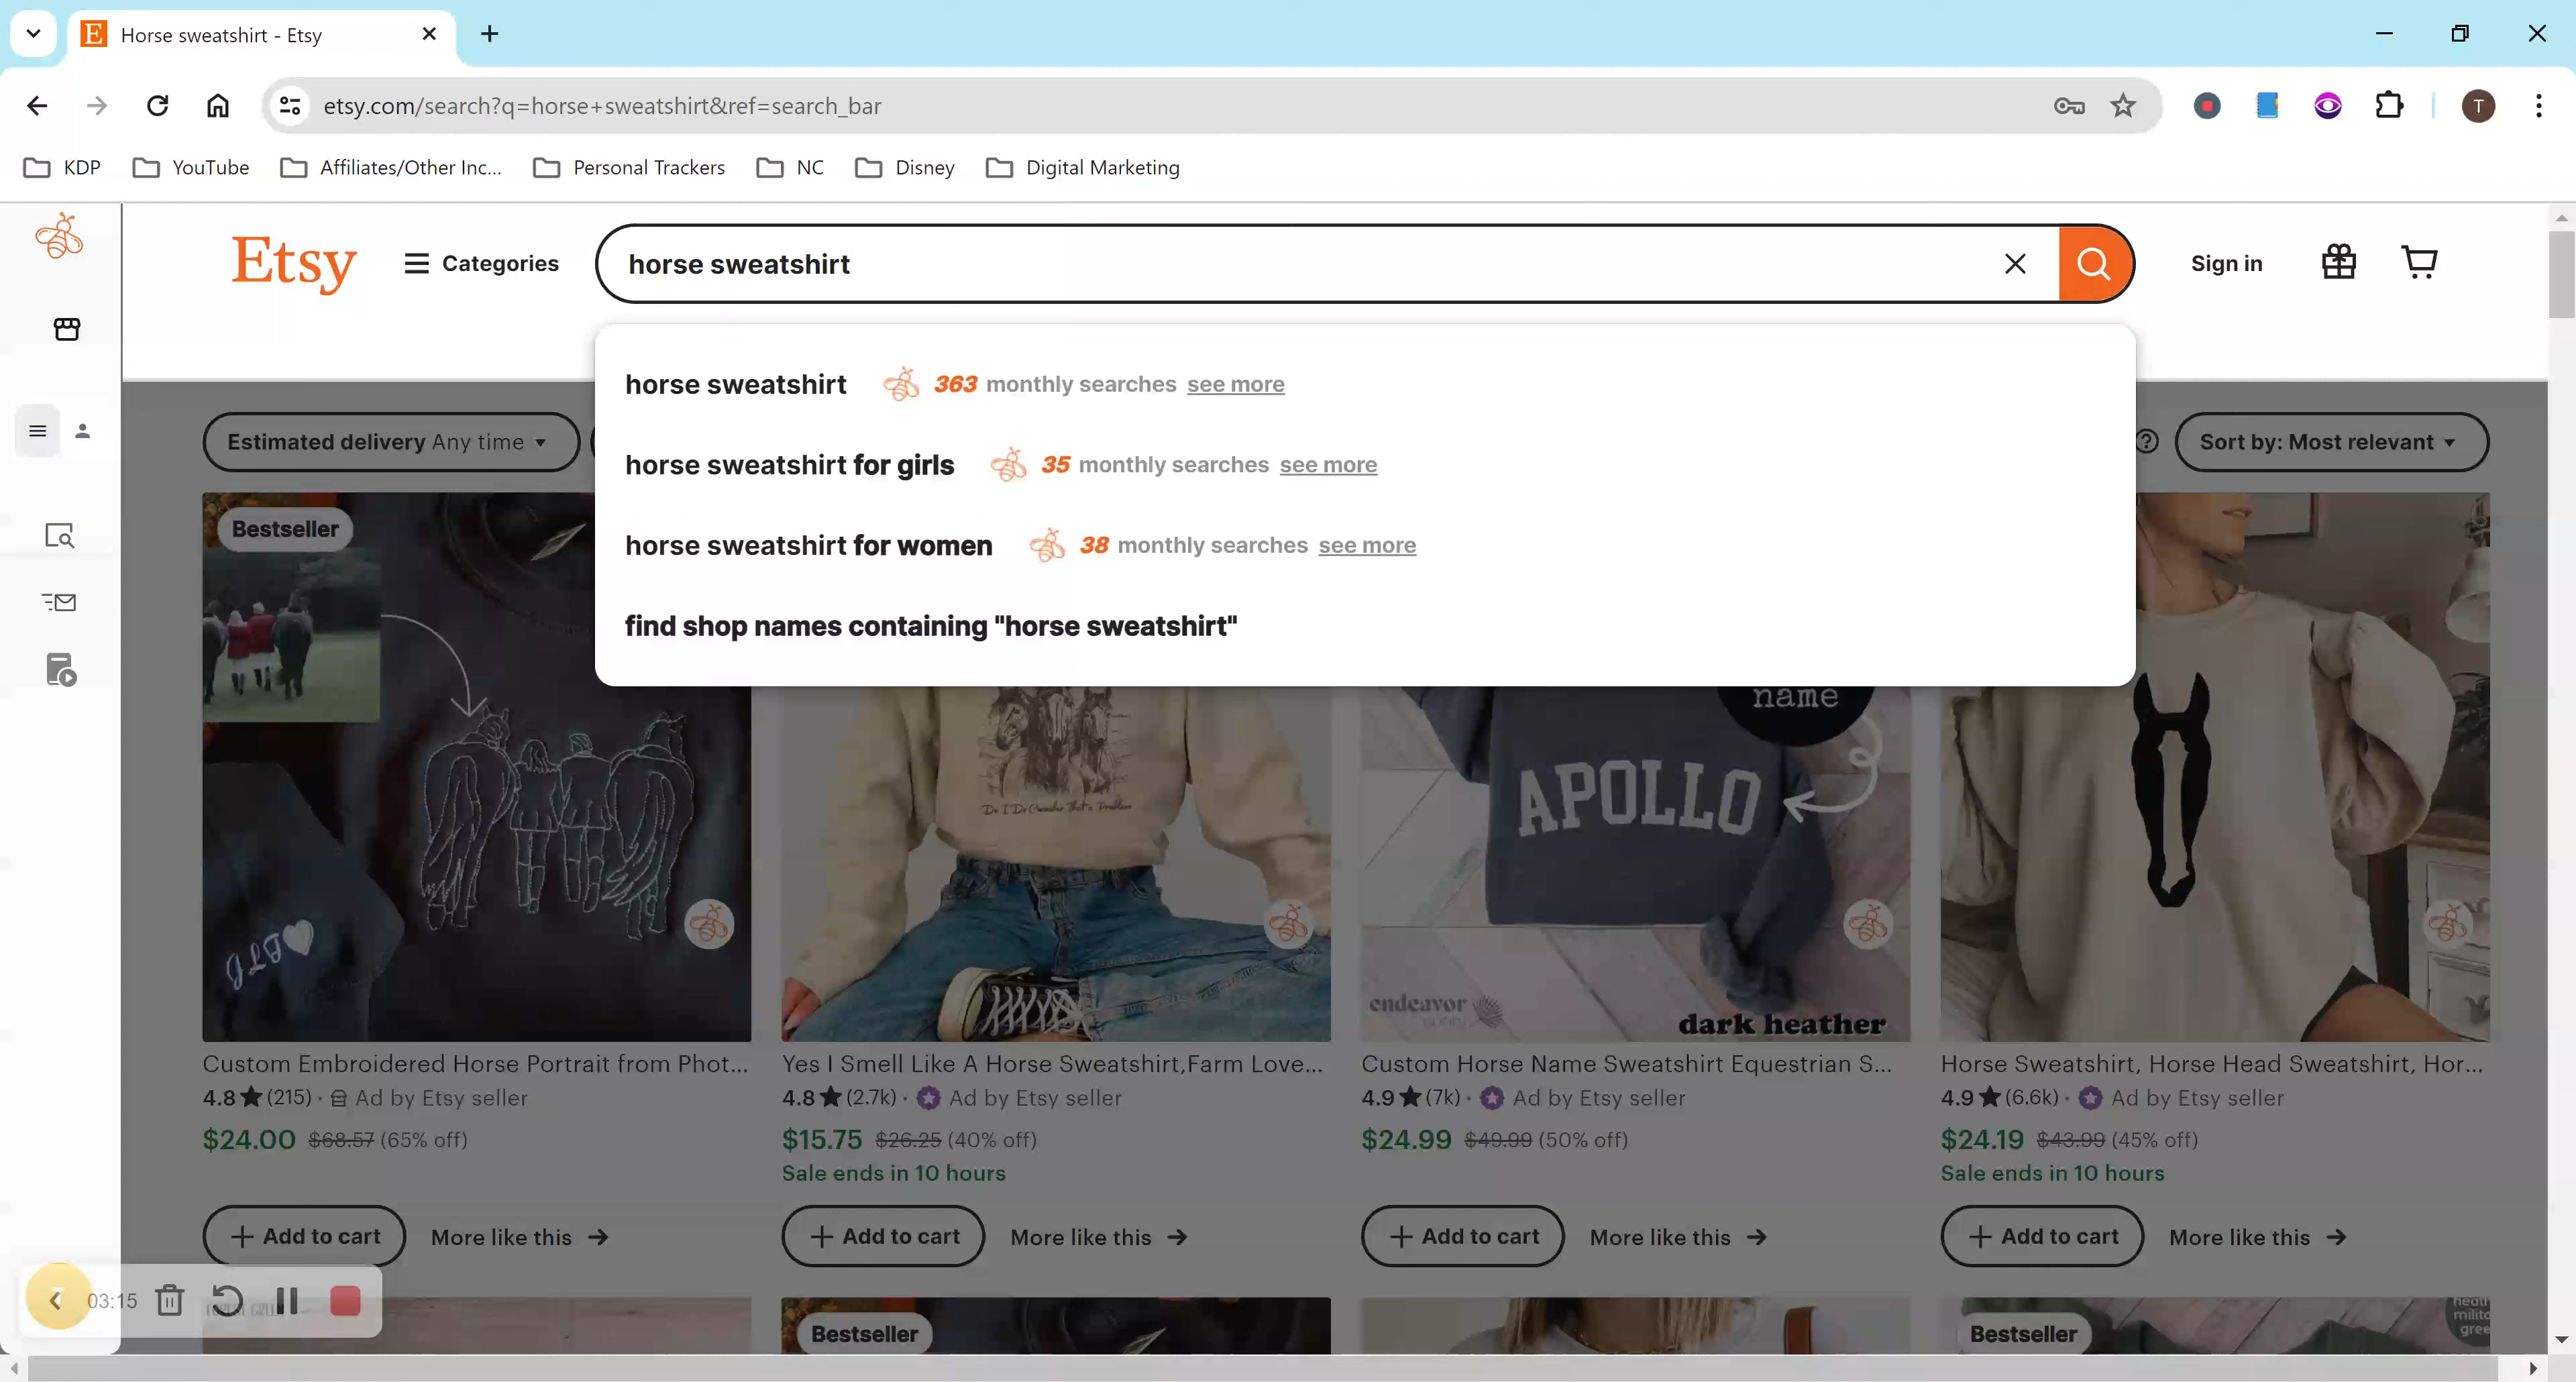 Horse sweatshirt - Etsy
etsy.com/search?q=horse+sweatshirt&ref=search_bar
T
KDP YouTube Affiliates/Other Inc... Personal Trackers NC Disney Digital Marketing
Etsy Categories horse sweatshirt Sign in
horse sweatshirt 363 monthly searches see more
horse sweatshirt for girls 35 monthly searches see more
horse sweatshirt for women 38 monthly searches see more
find shop names containing "horse sweatshirt"
Estimated delivery Any time Sort by: Most relevant
Bestseller
name
APOLLO
endeavor
dark heather
Custom Embroidered Horse Portrait from Phot...
4.8 (215) · Ad by Etsy seller
$24.00 $68.57 (65% off)
Add to cart More like this
Yes I Smell Like A Horse Sweatshirt,Farm Love...
4.8 (2.7k) · Ad by Etsy seller
$15.75 $26.25 (40% off)
Sale ends in 10 hours
Add to cart More like this
Custom Horse Name Sweatshirt Equestrian S...
4.9 (7k) · Ad by Etsy seller
$24.99 $49.99 (50% off)
Add to cart More like this
Horse Sweatshirt, Horse Head Sweatshirt, Hor...
4.9 (6.6k) · Ad by Etsy seller
$24.19 $43.99 (45% off)
Sale ends in 10 hours
Add to cart More like this
03:15
Bestseller
Bestseller